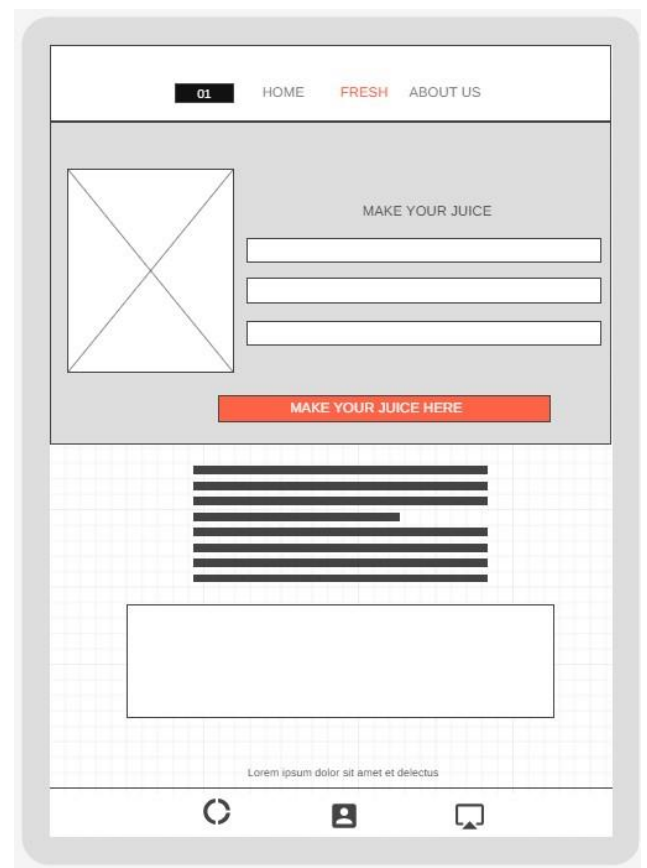 01 HOME FRESH ABOUT US
MAKE YOUR JUICE
MAKE YOUR JUICE HERE
Lorem ipsum dolor sit amet et delectus